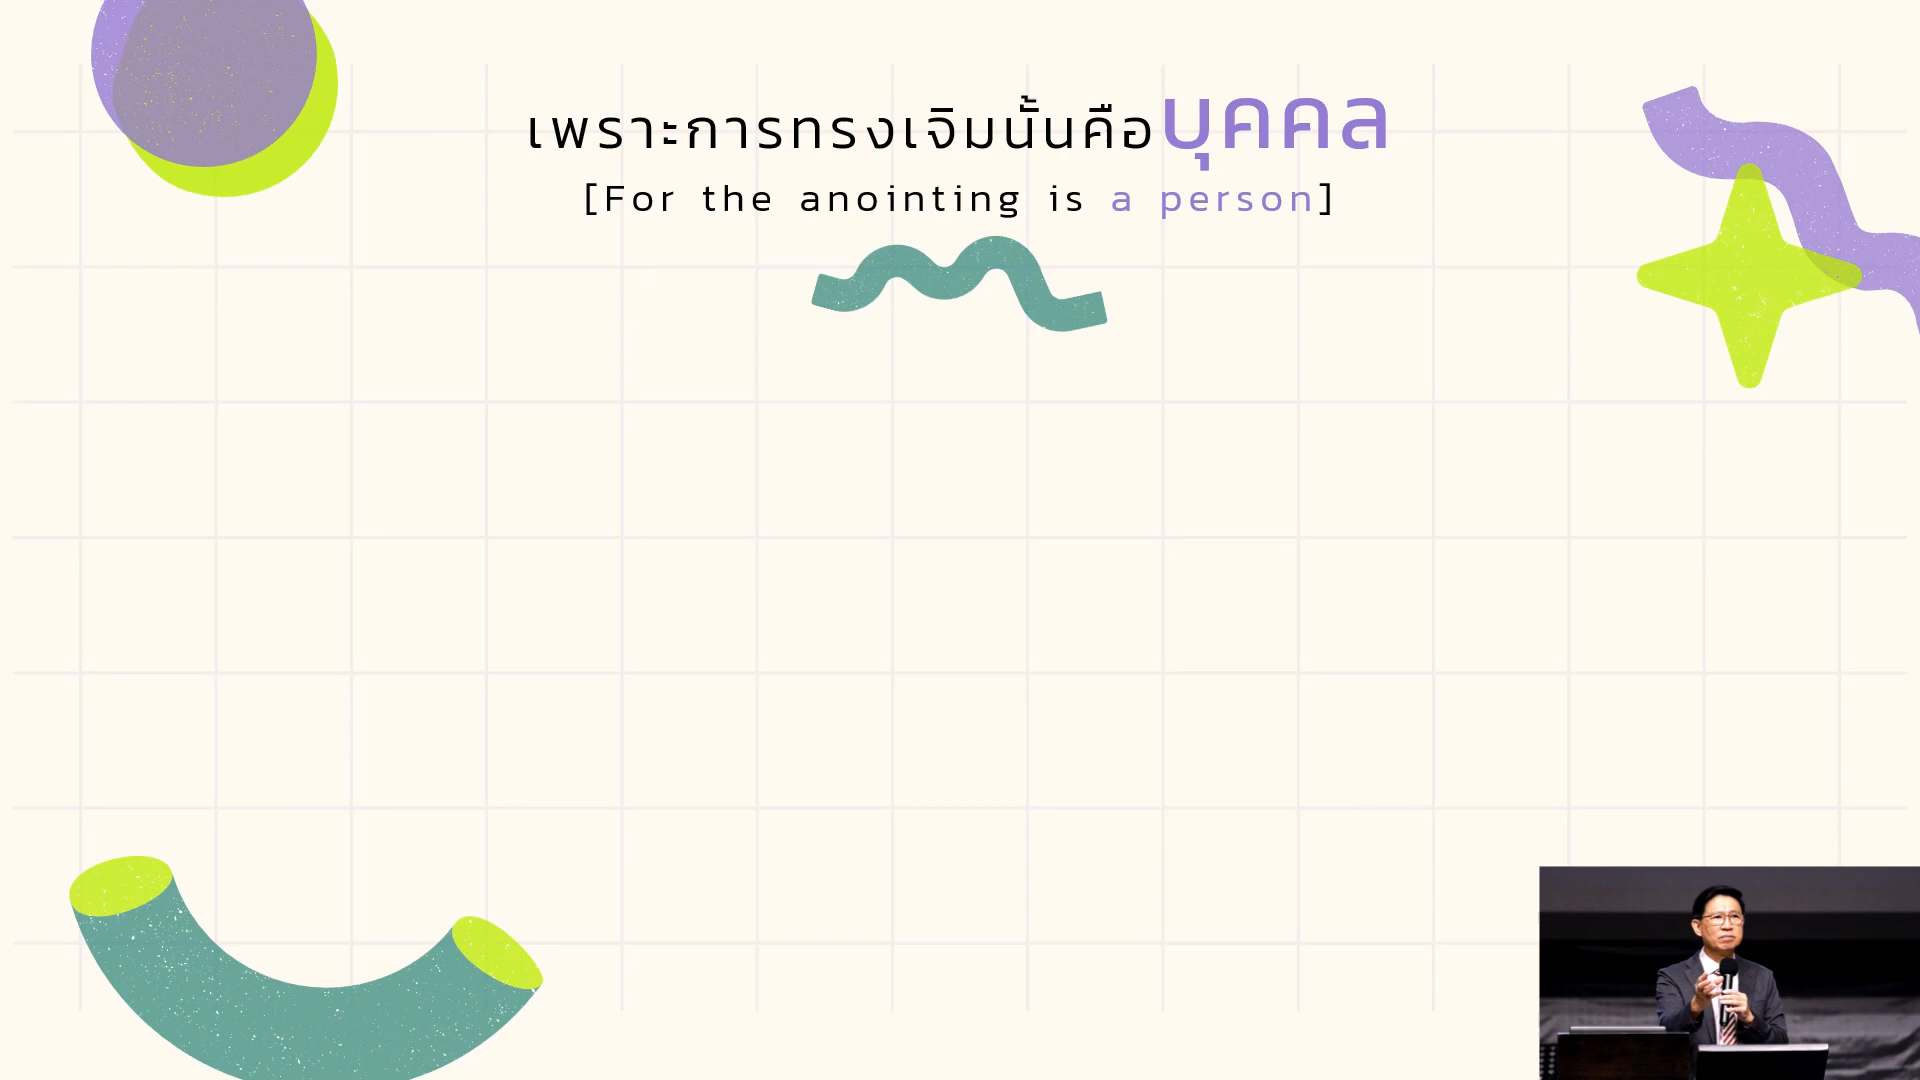 เพราะการทรงเจิมนั้นคือบุคคล
[For the anointing is a person]